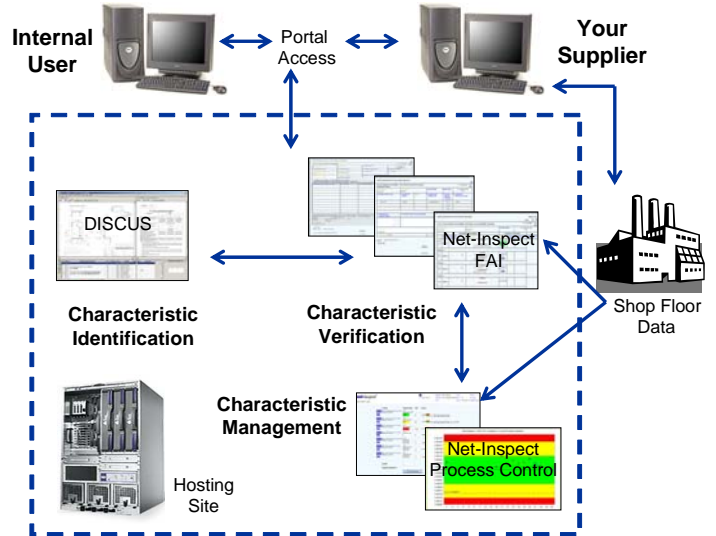 Internal
User
Portal
Access
Your
Supplier
DISCUS
Net-Inspect
FAI
Characteristic
Identification
Characteristic
Verification
Shop Floor
Data
Characteristic
Management
Net-Inspect
Process Control
Hosting
Site